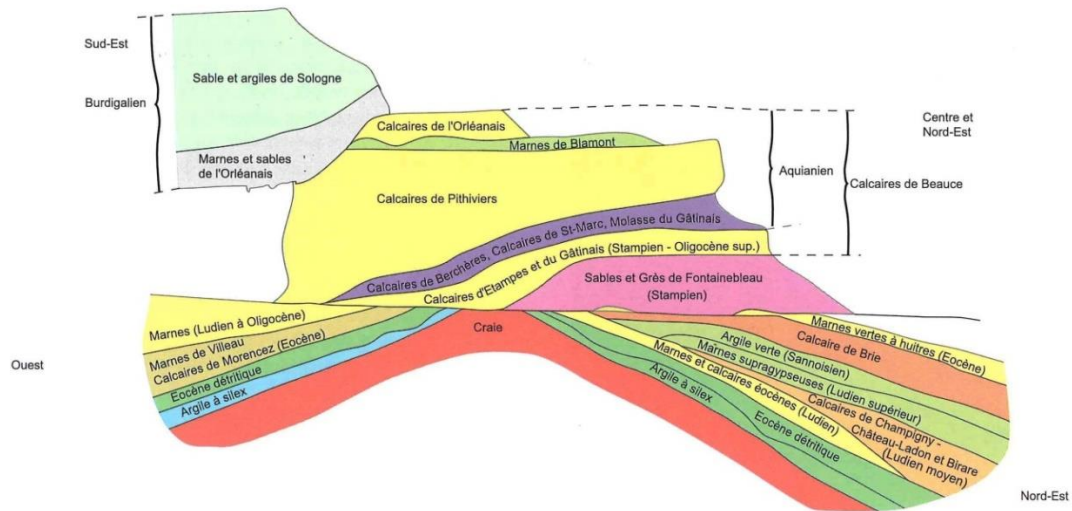 Sud-Est
Burdigalien
Sable et argiles de Sologne
Marnes et sables
de l'Orléanais
Calcaires de l'Orléanais
Marnes de Blamont
Calcaires de Pithiviers
Calcaires de Berchères, Calcaires de St-Marc, Molasse du Gâtinais
Calcaires d'Etampes et du Gâtinais (Stampien - Oligocène sup.)
Sables et Grès de Fontainebleau
(Stampien)
Centre et
Nord-Est
Aquianien
Calcaires de Beauce
Ouest
Marnes (Ludien à Oligocène)
Marnes de Villeau
Calcaires de Morencez (Eocène)
Eocène détritique
Argile à silex
Craie
Marnes vertes à huitres (Eocène)
Calcaire de Brie
Argile verte (Sannoisien)
Marnes supragypseuses (Ludien supérieur)
Marnes et calcaires éocènes (Ludien)
Calcaires de Champigny -
Château-Ladon et Birare
(Ludien moyen)
Argile à silex
Eocène détritique
Nord-Est